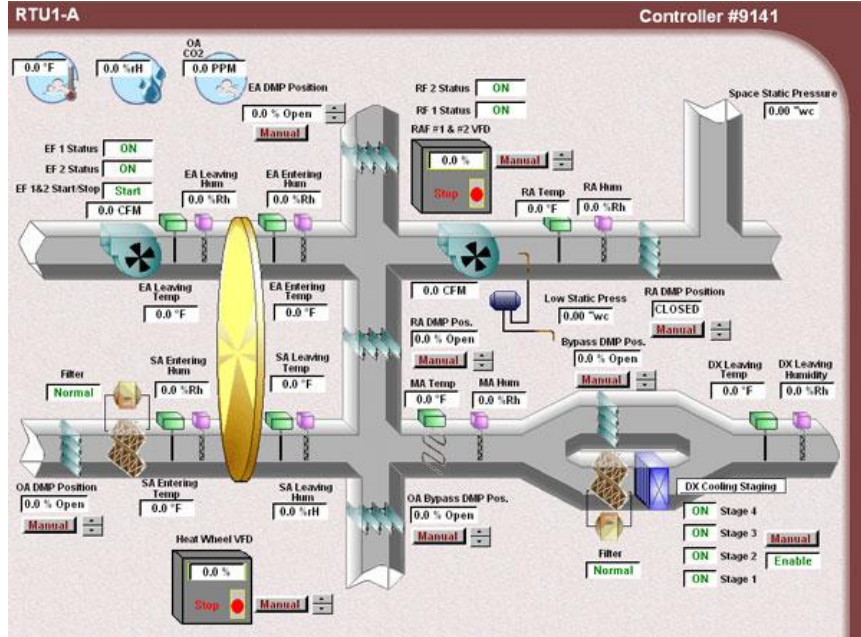 RTU1-A
Controller #9141
OA
CO2
0.0 °F
0.0 %rH
0.0 PPM
EA DMP Position
0.0 % Open
Manual
RF 2 Status ON
RF 1 Status ON
RAF #1 & #2 VFD
0.0 %
Stop
Manual
Space Static Pressure
0.00 "wc
EF 1 Status ON
EF 2 Status ON
EF 1&2 Start/Stop Start
0.0 CFM
EA Leaving
Hum
0.0 %Rh
EA Entering
Hum
0.0 %Rh
RA Temp
0.0 °F
RA Hum
0.0 %Rh
EA Leaving
Temp
0.0 °F
EA Entering
Temp
0.0 °F
0.0 CFM
Low Static Press
0.00 "wc
RA DMP Position
CLOSED
Manual
RA DMP Pos.
0.0 % Open
Manual
Bypass DMP Pos.
0.0 % Open
Manual
Filter
Normal
SA Entering
Hum
0.0 %Rh
SA Leaving
Temp
0.0 °F
MA Temp
0.0 °F
MA Hum
0.0 %Rh
DX Leaving
Temp
0.0 °F
DX Leaving
Humidity
0.0 %Rh
OA DMP Position
0.0 % Open
Manual
SA Entering
Temp
0.0 °F
SA Leaving
Hum
0.0 %rH
OA Bypass DMP Pos.
0.0 % Open
Manual
DX Cooling Staging
ON Stage 4
ON Stage 3
ON Stage 2
ON Stage 1
Manual
Enable
Filter
Normal
Heat Wheel VFD
0.0 %
Stop
Manual